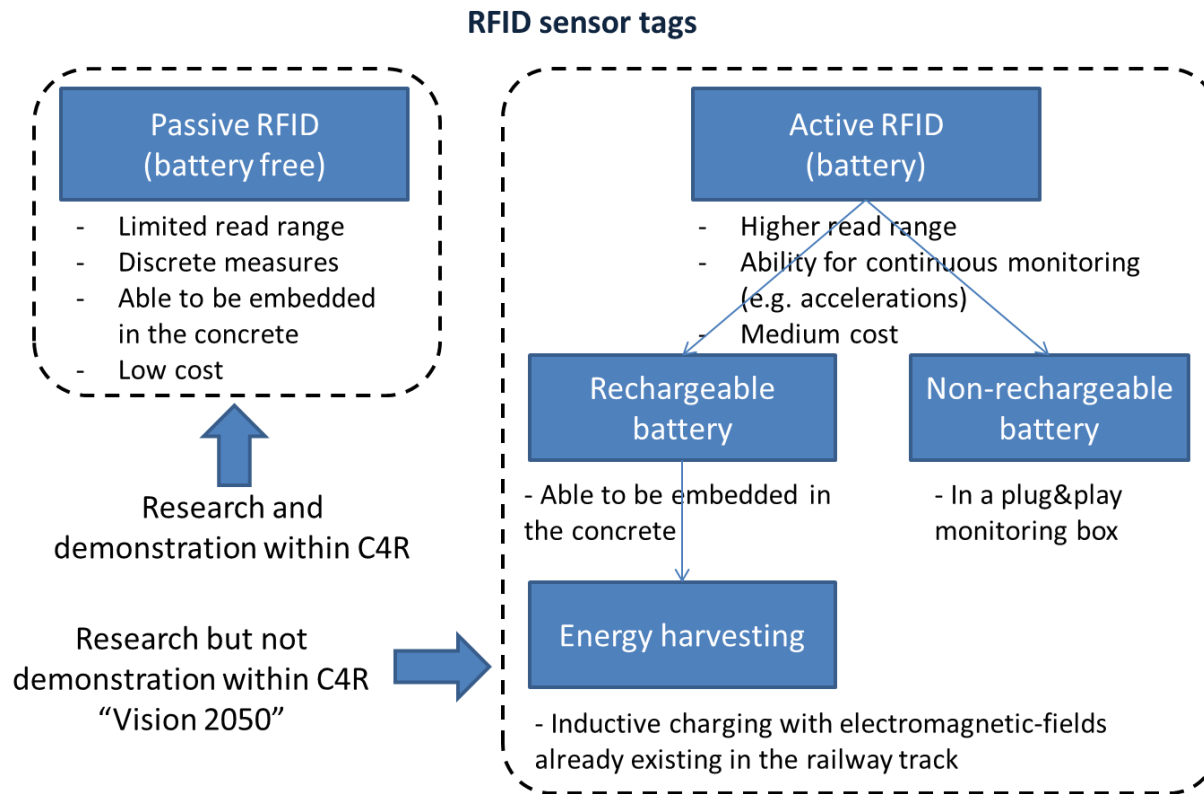 RFID sensor tags
Passive RFID
(battery free)
- Limited read range
- Discrete measures
- Able to be embedded
in the concrete
- Low cost
Research and
demonstration within C4R
Research but not
demonstration within C4R
“Vision 2050”
Active RFID
(battery)
- Higher read range
- Ability for continuous monitoring
(e.g. accelerations)
- Medium cost
Rechargeable
battery
- Able to be embedded in
the concrete
Non-rechargeable
battery
- In a plug&play
monitoring box
Energy harvesting
- Inductive charging with electromagnetic-fields
already existing in the railway track